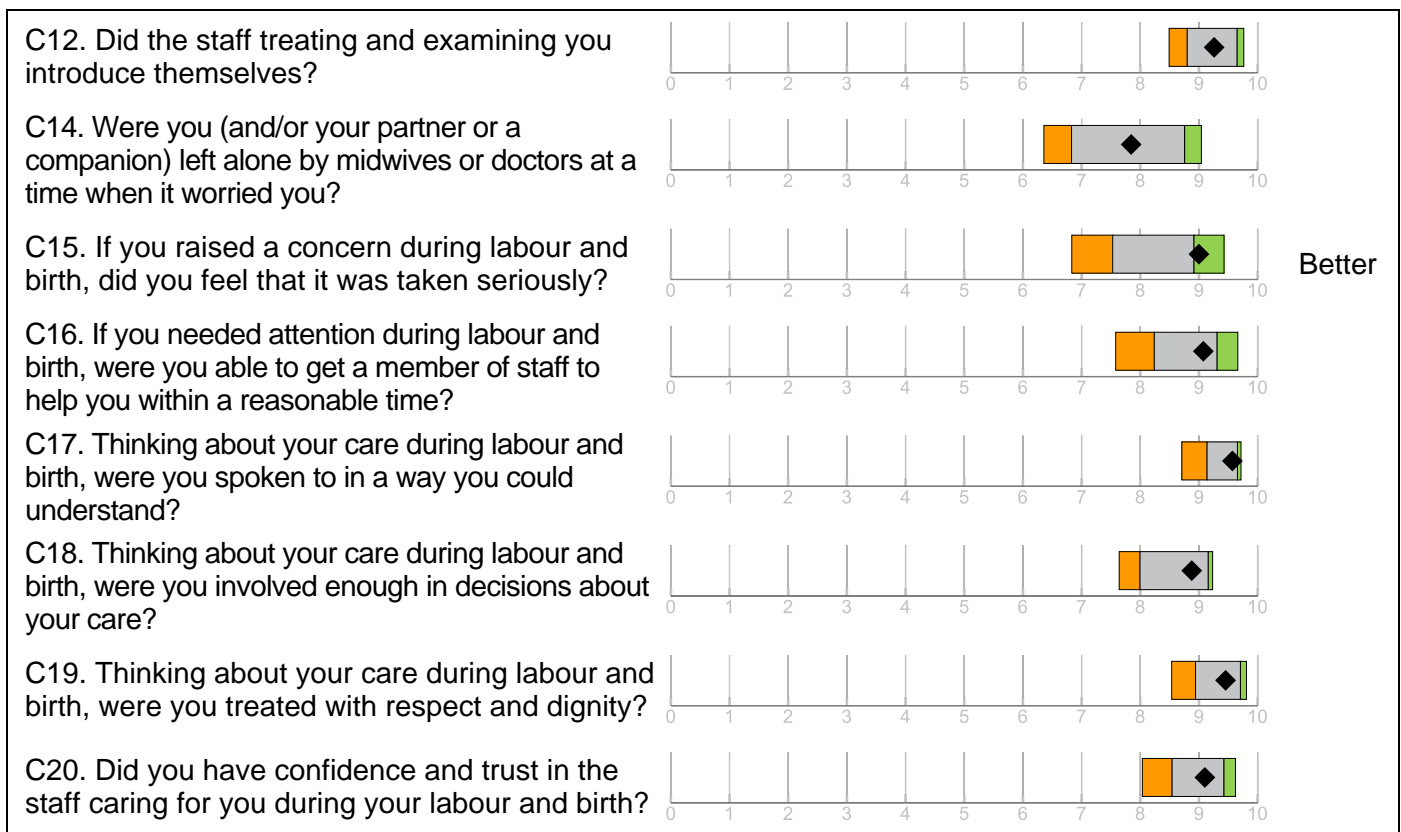 C12. Did the staff treating and examining you
introduce themselves?
0 1 2 3 4 5 6 7 8 9 10
C14. Were you (and/or your partner or a
companion) left alone by midwives or doctors at a
time when it worried you?
0 1 2 3 4 5 6 7 8 9 10
C15. If you raised a concern during labour and
birth, did you feel that it was taken seriously?
0 1 2 3 4 5 6 7 8 9 10
Better
C16. If you needed attention during labour and
birth, were you able to get a member of staff to
help you within a reasonable time?
0 1 2 3 4 5 6 7 8 9 10
C17. Thinking about your care during labour and
birth, were you spoken to in a way you could
understand?
0 1 2 3 4 5 6 7 8 9 10
C18. Thinking about your care during labour and
birth, were you involved enough in decisions about
your care?
0 1 2 3 4 5 6 7 8 9 10
C19. Thinking about your care during labour and
birth, were you treated with respect and dignity?
0 1 2 3 4 5 6 7 8 9 10
C20. Did you have confidence and trust in the
staff caring for you during your labour and birth?
0 1 2 3 4 5 6 7 8 9 10